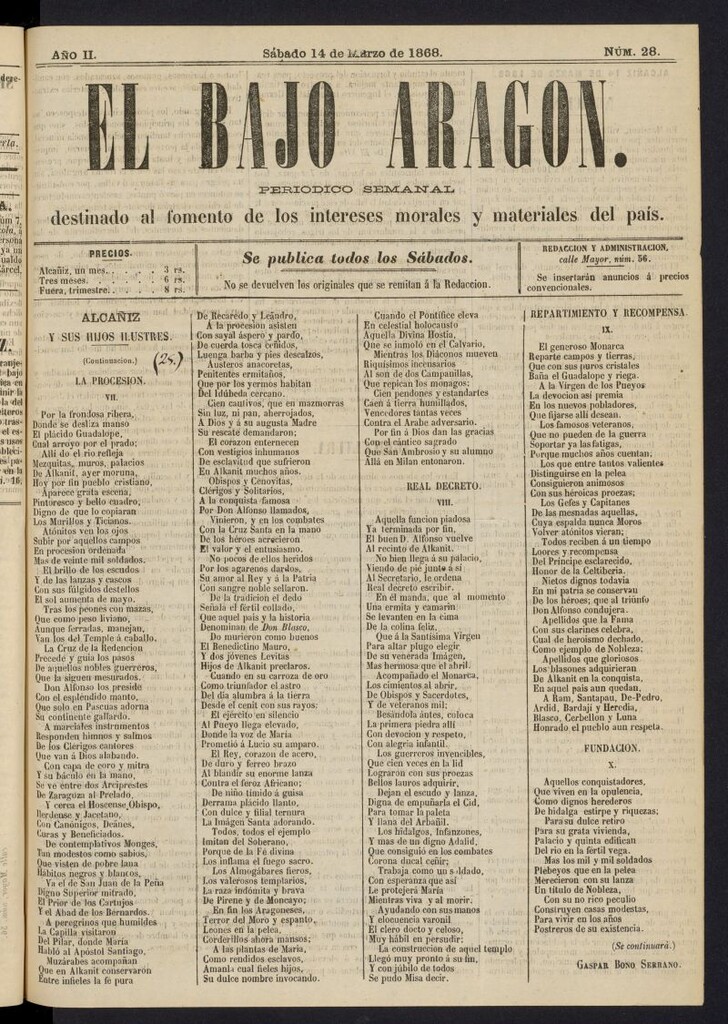 AÑO II.
Sábado 14 de Marzo de 1868.
NÚM. 28.
EL BAJO ARAGON.
PERIODICO SEMANAL
destinado al fomento de los intereses morales y materiales del país.
PRECIOS.
Alcañiz, un mes. . . . . 3 rs.
Tres méses. . . . . . 6 rs.
Fuera, trimestre. . . . . 8 rs.
Se publica todos los Sábados.
No se devuelven los originales que se remitan á la Redaccion.
REDACCION Y ADMINISTRACION,
calle Mayor, núm. 56.
Se insertarán anuncios á precios
convencionales.
ALCAÑIZ
Y SUS HIJOS ILUSTRES.
(Continuacion.)
LA PROCESION.
VII.
Por la frondosa ribera,
Donde se desliza manso
El plácido Guadalope,
Cual arroyo por el prado;
Allí do el rio refleja
Mezquitas, muros, palacios
De Alkanit, ayer moruna,
Hoy por fin pueblo cristiano,
Aparece grata escena;
Pintoresco y bello cuadro;
Digno de que lo copiaran
Los Murillos y Ticianos.
Atónitos ven los ojos
Subir por aquellos campos
En procesion ordenada
Mas de veinte mil soldados.
El brillo de los escudos
Y de las lanzas y cascos
Con sus fúlgidos destellos
El sol aumenta de mayo.
Tras los peones con mazas,
Que como peso liviano,
Aunque ferradas, manejan,
Van los del Temple á caballo.
La Cruz de la Redencion
Precede y guia los pasos
De aquellos nobles guerreros,
Que la siguen mesurados.
Don Alfonso los preside
Con el espléndido manto,
Que solo en Pascuas adorna
Su continente gallardo.
A marciales instrumentos
Responden himnos y salmos
De los Clérigos cantores
Que van á Dios alabando.
Con capa de coro y mitra
Y su báculo en la mano,
Se ve entre dos Arciprestes
De Zaragoza al Prelado,
Y cerca el Hoscense Obispo,
Ilerdense y Jacetano,
Con Canónigos, Deánes,
Curas y Beneficiados.
De contemplativos Monges,
Tan modestos como sabios,
Que visten de pobre lana
Hábitos negros y blancos,
Va el de San Juan de la Peña
Digno Superior mitrado,
El Prior de los Cartujos
Y el Abad de los Bernardos.
A peregrinos que humildes
La Capilla visitaron
Del Pilar, donde María
Habló al Apóstol Santiago,
Muzárabes acompañan
Que en Alkanit conservarón
Entre infieles la fé pura
De Recaredo y Leandro,
A la procesion asisten
Con sayal áspero y pardo,
De cuerda tosca ceñidos,
Luenga barba y pies descalzos,
Austeros anacoretas,
Penitentes ermitaños,
Que por los yermos habitan
Del Idúbeda cercano.
Cien cautivos, que en mazmorras
Sin luz, ni pan, aherrojados,
A Dios y á su augusta Madre
Su rescate demandaron;
El corazon enternecen
Con vestigios inhumanos
De esclavitud que sufrieron
En Alkanit muchos años.
Obispos y Cenovitas,
Clérigos y Solitarios,
A la conquista famosa
Por Don Alfonso llamados,
Vinieron, y en los combates
Con la Cruz Santa en la mano
De los héroes acrecieron
El valor y el entusiasmo.
No pocos de ellos heridos
Por los agarenos dardos,
Su amor al Rey y á la Patria
Con sangre noble sellaron.
De la tradicion el dedo
Señala el fértil collado,
Que aquel pais y la historia
Denominan de Don Blasco,
Do murieron como buenos
El Benedictino Mauro,
Y dos jóvenes Levitas
Hijos de Alkanit preclaros.
Cuando en su carroza de oro
Como triunfador el astro
Del dia alumbra á la tierra
Desde el cenit con sus rayos:
El ejército en silencio
Al Pueyo llega elevado,
Donde la voz de María
Prometió á Lucio su amparo.
El Rey, corazon de acero,
De duro y ferreo brazo
Al blandir su enorme lanza
Contra el feroz Africano;
De niño tímido á guisa
Derrama plácido llanto,
Con dulce y filial ternura
La Imágen Santa adorando.
Todos, todos el ejemplo
Imitan del Soberano,
Porque de la Fé divina
Los inflama el fuego sacro.
Los Almogábares fieros,
Los valerosos templarios,
La raza indómita y brava
De Pirene y de Moncayo;
En fin los Aragoneses,
Terror del Moro y espanto,
Leones en la pelea,
Corderillos ahora mansos;
A las plantas de María,
Como rendidos esclavos,
Amanla cual fieles hijos,
Su dulce nombre invocando.
Cuando el Pontífice eleva
En celestial holocausto
Aquella Divina Hostia,
Que se inmoló en el Calvario,
Mientras los Diáconos mueven
Riquísimos incensarios
Al son de dos Campanillas,
Que repican los monagos:
Cien pendones y estandartes
Caen á tierra humillados,
Vencedores tantas veces
Contra el Arabe adversario.
Por fin á Dios dan las gracias
Con el cántico sagrado
Que San Ambrosio y su alumno
Allá en Milan entonaron.
REAL DECRETO.
VIII.
Aquella funcion piadosa
Ya terminada por fin,
El buen D. Alfonso vuelve
Al recinto de Alkanit.
No bien llega á su palacio,
Viendo de pié junto á sí
Al Secretario, le ordena
Real decreto escribir.
En él manda, que al momento
Una ermita y camarin
Se levanten en la cima
De la colina feliz,
Que á la Santísima Virgen
Para altar plugo elegir
De su venerada Imágen,
Mas hermosa que el abril.
Acompañado el Monarca,
Los cimientos al abrir,
De Obispos y Sacerdotes,
Y de veteranos mil;
Besándola ántes, coloca
La primera piedra allí
Con devocion y respeto,
Con alegria infantil.
Los guerreros invencibles,
Que cien veces en la lid
Lograron con sus proezas
Bellos lauros adquirir,
Dejan el escudo y lanza,
Digna de empuñarla el Cid,
Para tomar la paleta
Y llana del Arbañil.
Los hidalgos, Infanzones,
Y mas de un digno Adalid,
Que consiguió en los combates
Corona ducal ceñir;
Trabaja como un soldado,
Con esperanza que así
Le protejerá María
Mientras viva y al morir.
Ayudando con sus manos
Y elocuencia varonil
El clero docto y celoso,
Muy hábil en persudir;
La construccion de aquel templo
Llegó muy pronto á su fin,
Y con júbilo de todos
Se pudo Misa decir.
REPARTIMIENTO Y RECOMPENSA.
IX.
El generoso Monarca
Reparte campos y tierras,
Que con sus puros cristales
Baña el Guadalope y riega.
A la Virgen de los Pueyos
La devocion asi premia
En los nuevos pobladores,
Que fijarse allí desean.
Los famosos veteranos,
Que no pueden de la guerra
Soportar ya las fatigas,
Porque muchos años cuentan;
Los que entre tantos valientes
Distinguirse en la pelea
Consiguieron animosos
Con sus heróicas proezas;
Los Gefes y Capitanes
De las mesnadas aquellas,
Cuya espalda nunca Moros
Volver atónitos vieran;
Todos reciben á un tiempo
Loores y recompensa
Del Príncipe esclarecido,
Honor de la Celtiberia.
Nietos dignos todavia
En mi patria se conservan
De los héroes; que al triunfo
Don Alfonso condujera.
Apellidos que la Fama
Con sus clarines celebra,
Cual de heroismo dechado,
Como ejemplo de Nobleza;
Apellidos que gloriosos
Los blasones adquirieran
De Alkanit en la conquista,
En aquel pais aun quedan,
A Ram, Santapau, De-Pedro,
Ardid, Bardají y Heredia,
Blasco, Cerbellon y Luna
Honrado el pueblo aun respeta.
FUNDACION.
X.
Aquellos conquistadores,
Que viven en la opulencia,
Como dignos herederos
De hidalga estirpe y riquezas;
Para su dulce retiro
Para su grata vivienda,
Palacio y quinta edifican
Del rio en la fértil vega.
Mas los mil y mil soldados
Plebeyos que en la pelea
Merecieron con su lanza
Un título de Nobleza,
Con su no rico peculio
Construyen casas modestas,
Para vivir en los años
Postreros de su existencia.
(Se continuará.)
GASPAR BONO SERRANO.